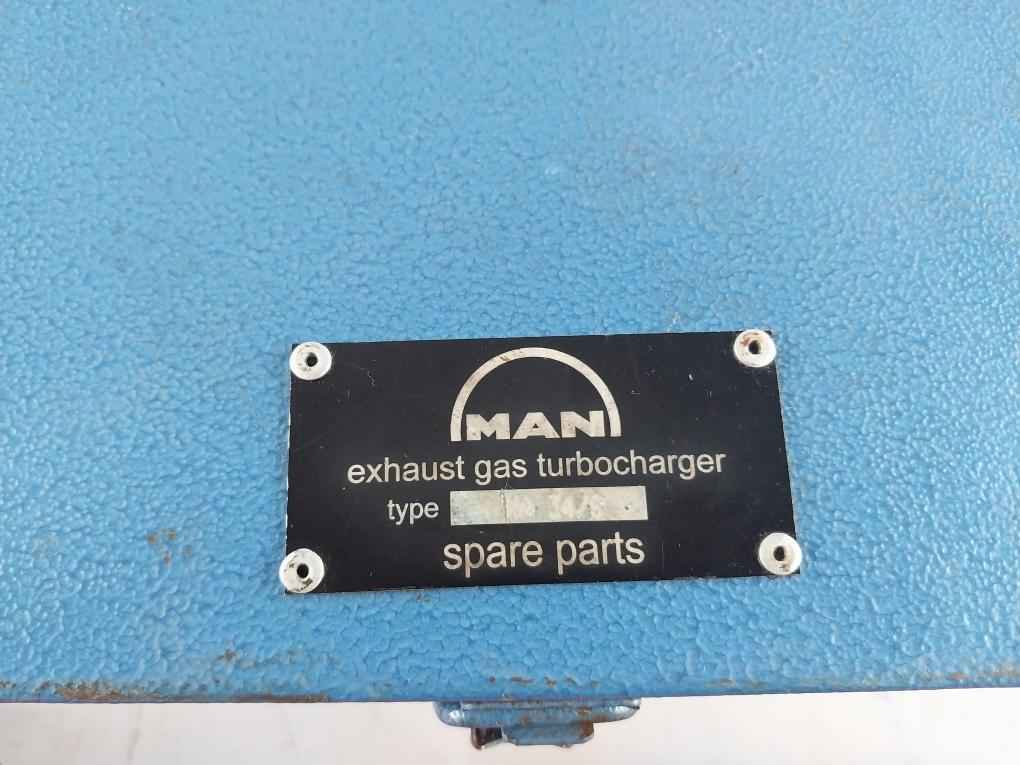 MAN
exhaust gas turbocharger
type
spare parts